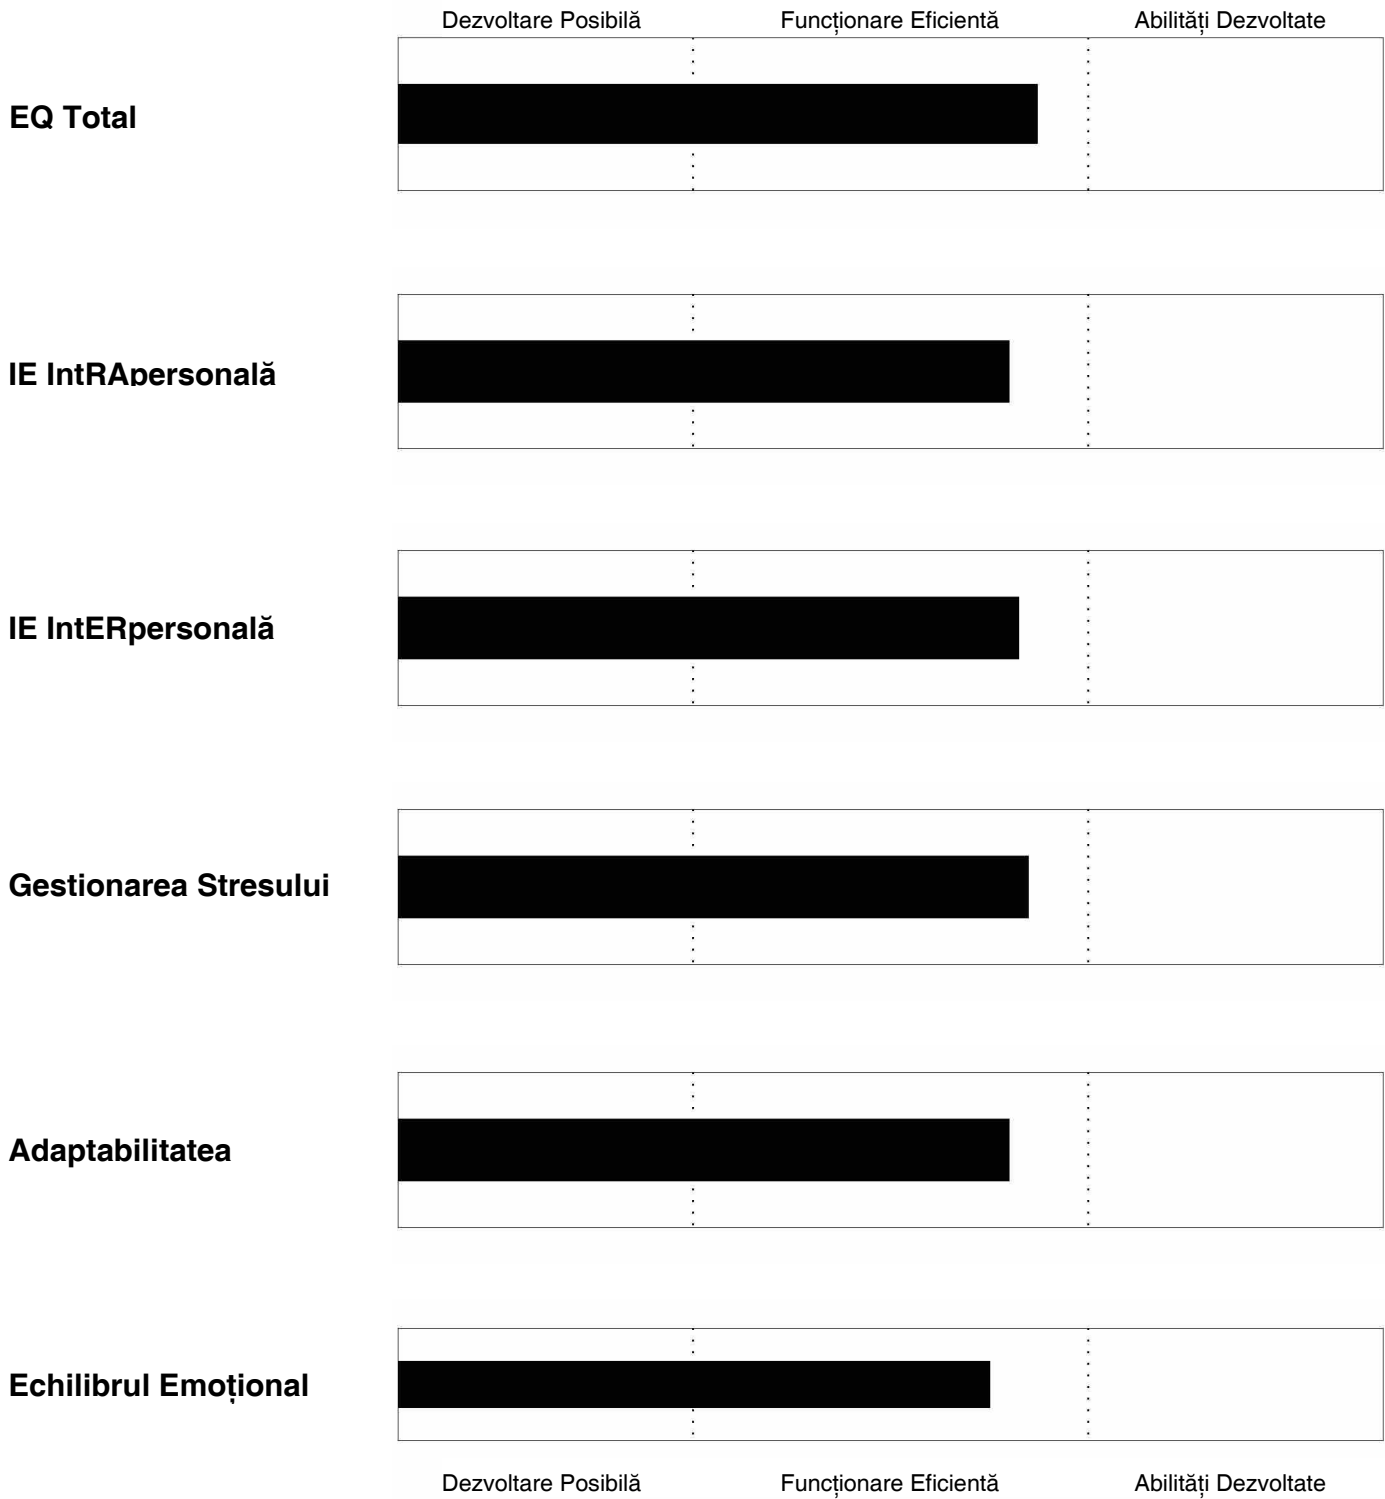 Dezvoltare Posibilă Funcționare Eficientă Abilități Dezvoltate
EQ Total
IE IntRApersonală
IE IntERpersonală
Gestionarea Stresului
Adaptabilitatea
Echilibrul Emoțional
Dezvoltare Posibilă Funcționare Eficientă Abilități Dezvoltate